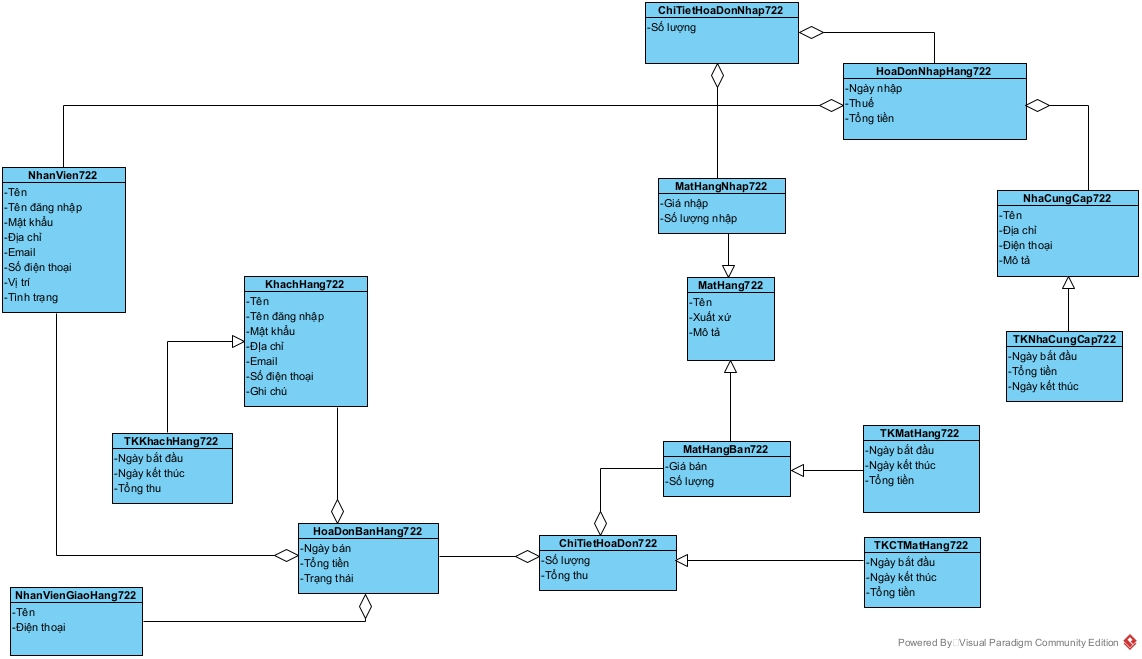 ChiTietHoaDonNhap722
-Số lượng
HoaDonNhapHang722
-Ngày nhập
-Thuế
-Tổng tiền
NhanVien722
-Tên
-Tên đăng nhập
-Mật khẩu
-Địa chỉ
-Email
-Số điện thoại
-Vị trí
-Tình trạng
MatHangNhap722
-Giá nhập
-Số lượng nhập
NhaCungCap722
-Tên
-Địa chỉ
-Điện thoại
-Mô tả
KhachHang722
-Tên
-Tên đăng nhập
-Mật khẩu
-Địa chỉ
-Email
-Số điện thoại
-Ghi chú
MatHang722
-Tên
-Xuất xứ
-Mô tả
TKNhaCungCap722
-Ngày bắt đầu
-Tổng tiền
-Ngày kết thúc
TKKhachHang722
-Ngày bắt đầu
-Ngày kết thúc
-Tổng thu
MatHangBan722
-Giá bán
-Số lượng
TKMatHang722
-Ngày bắt đầu
-Ngày kết thúc
-Tổng tiền
HoaDonBanHang722
-Ngày bán
-Tổng tiền
-Trạng thái
ChiTietHoaDon722
-Số lượng
-Tổng thu
TKCTMatHang722
-Ngày bắt đầu
-Ngày kết thúc
-Tổng tiền
NhanVienGiaoHang722
-Tên
-Điện thoại
Powered By Visual Paradigm Community Edition